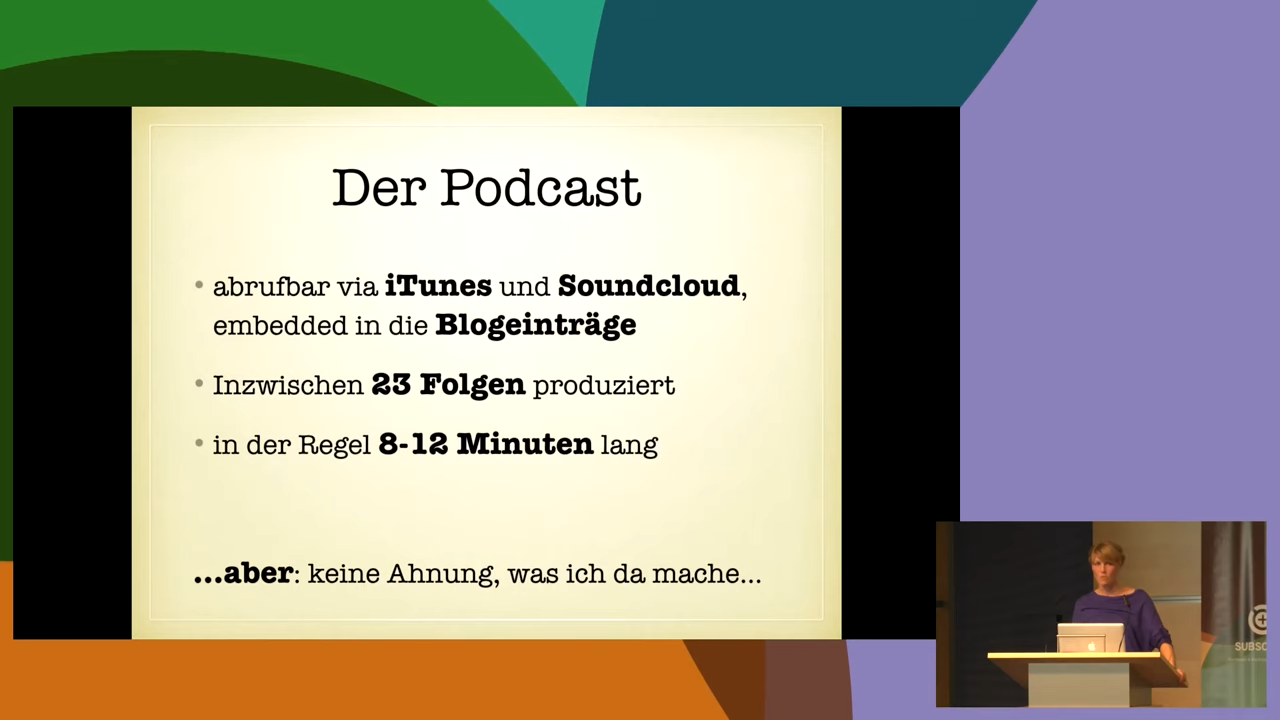 Der Podcast
• abrufbar via iTunes und Soundcloud,
embedded in die Blogeinträge
• Inzwischen 23 Folgen produziert
• in der Regel 8-12 Minuten lang
...aber: keine Ahnung, was ich da mache...